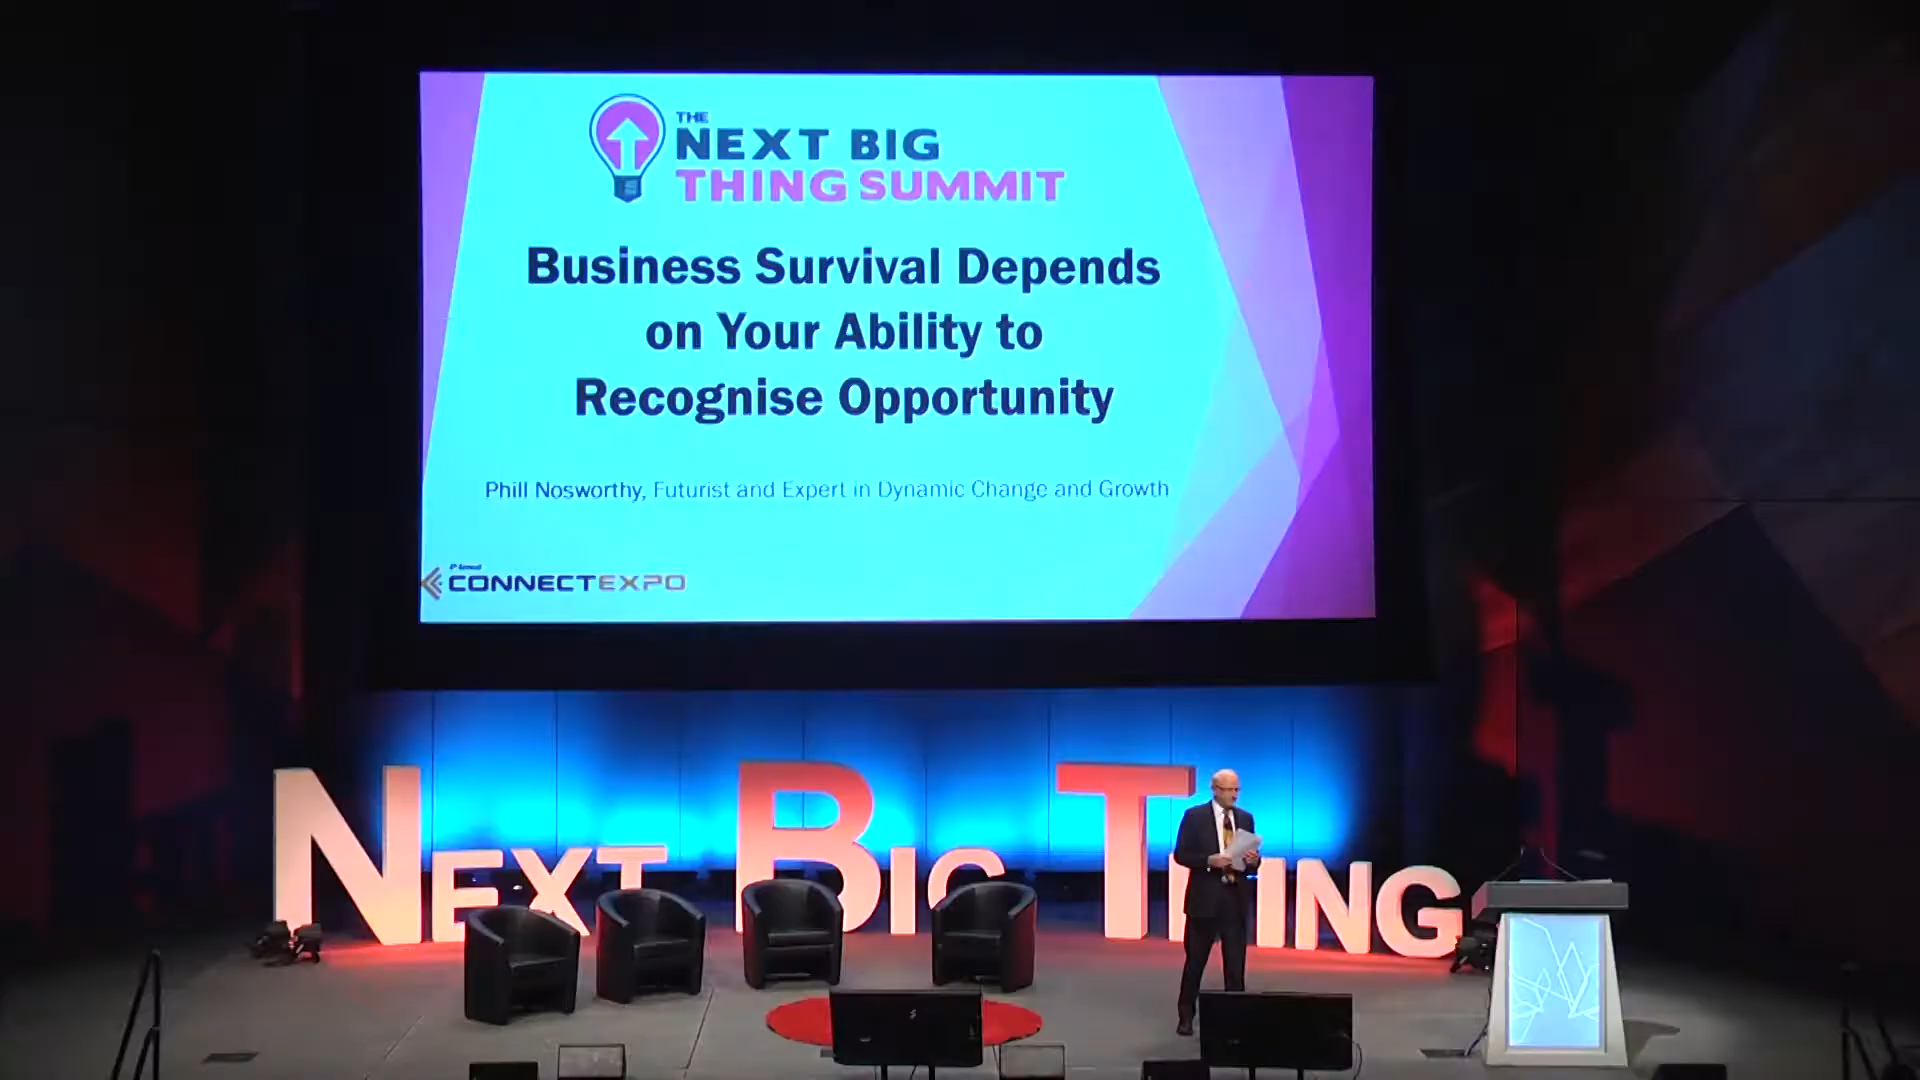 THE
NEXT BIG
THING SUMMIT
Business Survival Depends
on Your Ability to
Recognise Opportunity
Phill Nosworthy, Futurist and Expert in Dynamic Change and Growth
CONNECTEXPO
NEXT BIG THING